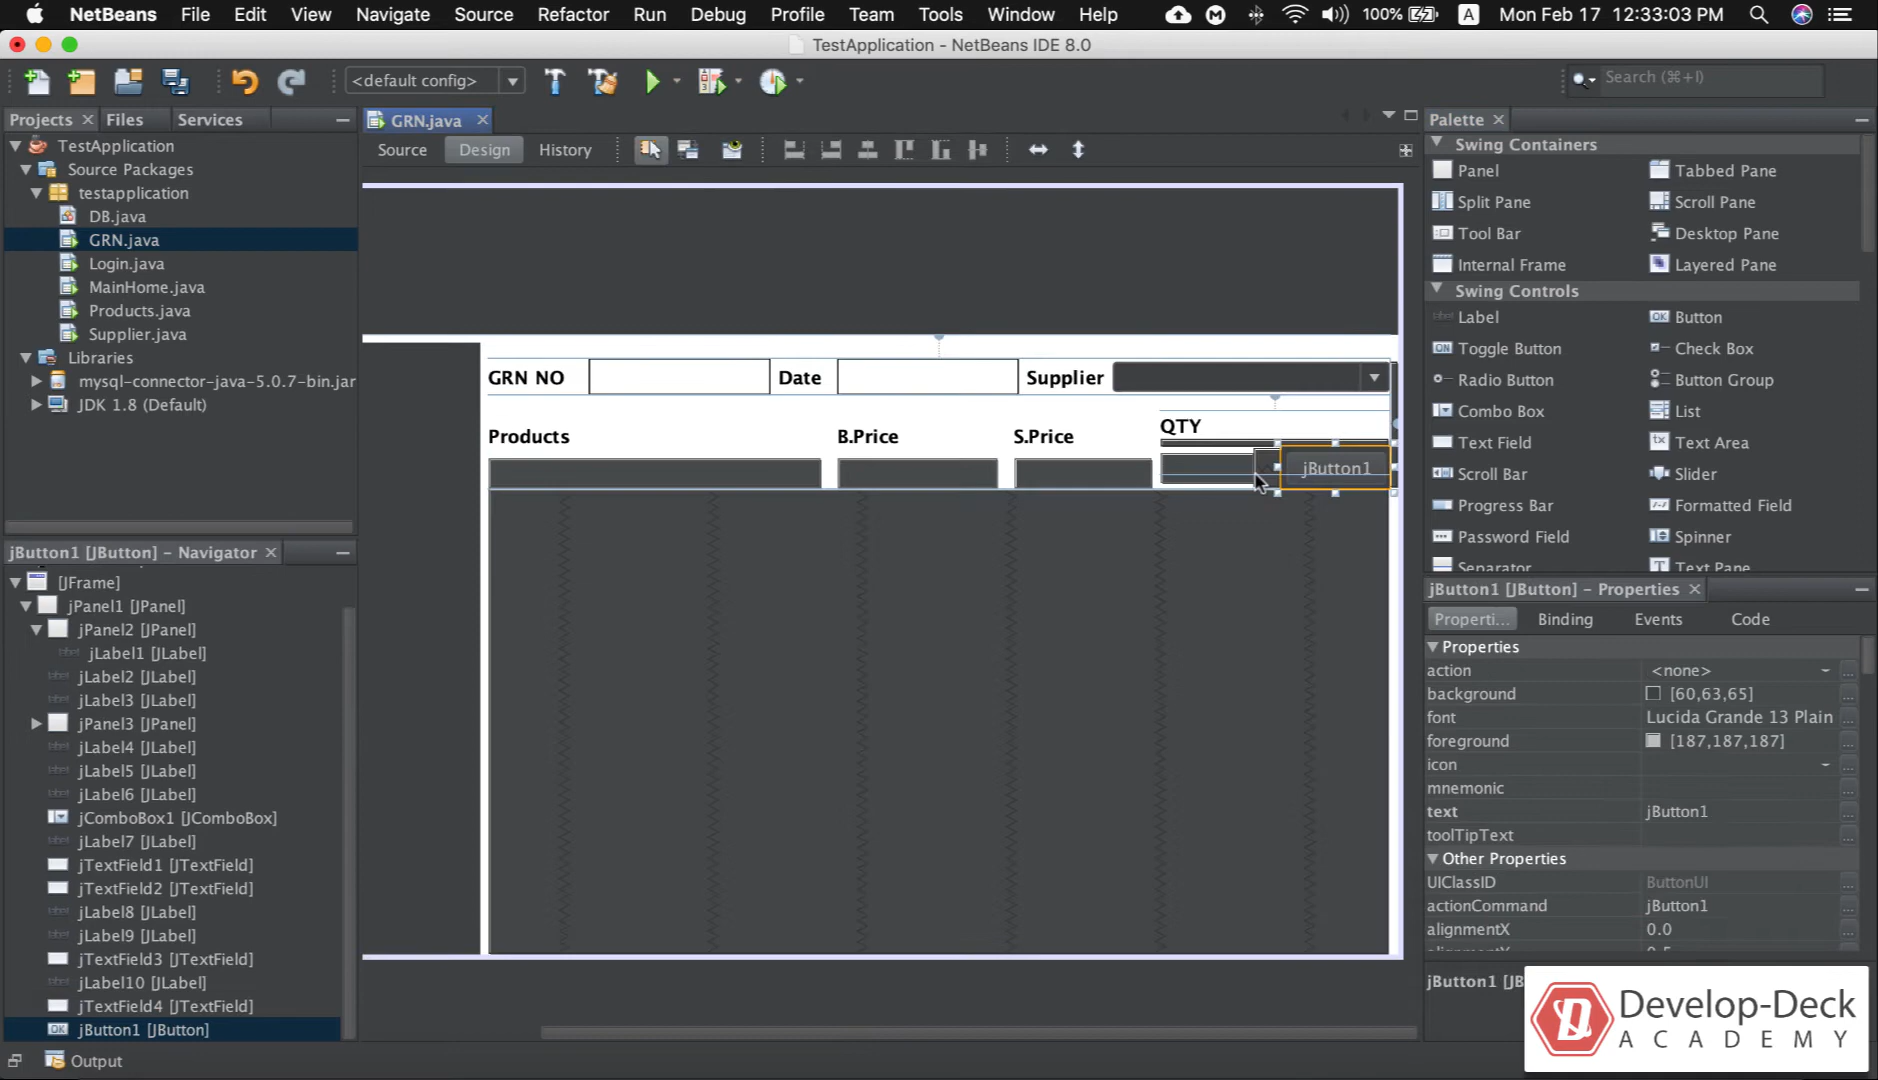 NetBeans File Edit View Navigate Source Refactor Run Debug Profile Team Tools Window Help 100% A Mon Feb 17 12:33:03 PM
TestApplication - NetBeans IDE 8.0
<default config>
Search (⌘+I)
Projects Files Services
TestApplication
Source Packages
testapplication
DB.java
GRN.java
Login.java
MainHome.java
Products.java
Supplier.java
Libraries
mysql-connector-java-5.0.7-bin.jar
JDK 1.8 (Default)
jButton1 [JButton] - Navigator
[JFrame]
jPanel1 [JPanel]
jPanel2 [JPanel]
jLabel1 [JLabel]
jLabel2 [JLabel]
jLabel3 [JLabel]
jPanel3 [JPanel]
jLabel4 [JLabel]
jLabel5 [JLabel]
jLabel6 [JLabel]
jComboBox1 [JComboBox]
jLabel7 [JLabel]
jTextField1 [JTextField]
jTextField2 [JTextField]
jLabel8 [JLabel]
jLabel9 [JLabel]
jTextField3 [JTextField]
jLabel10 [JLabel]
jTextField4 [JTextField]
jButton1 [JButton]
Output
GRN.java
Source Design History
GRN NO Date Supplier
Products B.Price S.Price QTY
jButton1
Palette
Swing Containers
Panel Tabbed Pane
Split Pane Scroll Pane
Tool Bar Desktop Pane
Internal Frame Layered Pane
Swing Controls
Label Button
Toggle Button Check Box
Radio Button Button Group
Combo Box List
Text Field Text Area
Scroll Bar Slider
Progress Bar Formatted Field
Password Field Spinner
Separator Text Pane
jButton1 [JButton] - Properties
Properti... Binding Events Code
Properties
action <none>
background [60,63,65]
font Lucida Grande 13 Plain
foreground [187,187,187]
icon
mnemonic
text jButton1
toolTipText
Other Properties
UIClassID ButtonUI
actionCommand jButton1
alignmentX 0.0
jButton1 [JB
Develop-Deck
ACADEMY